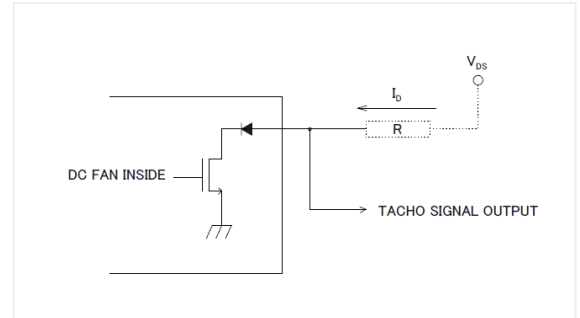 V_DS
I_D
R
DC FAN INSIDE
TACHO SIGNAL OUTPUT